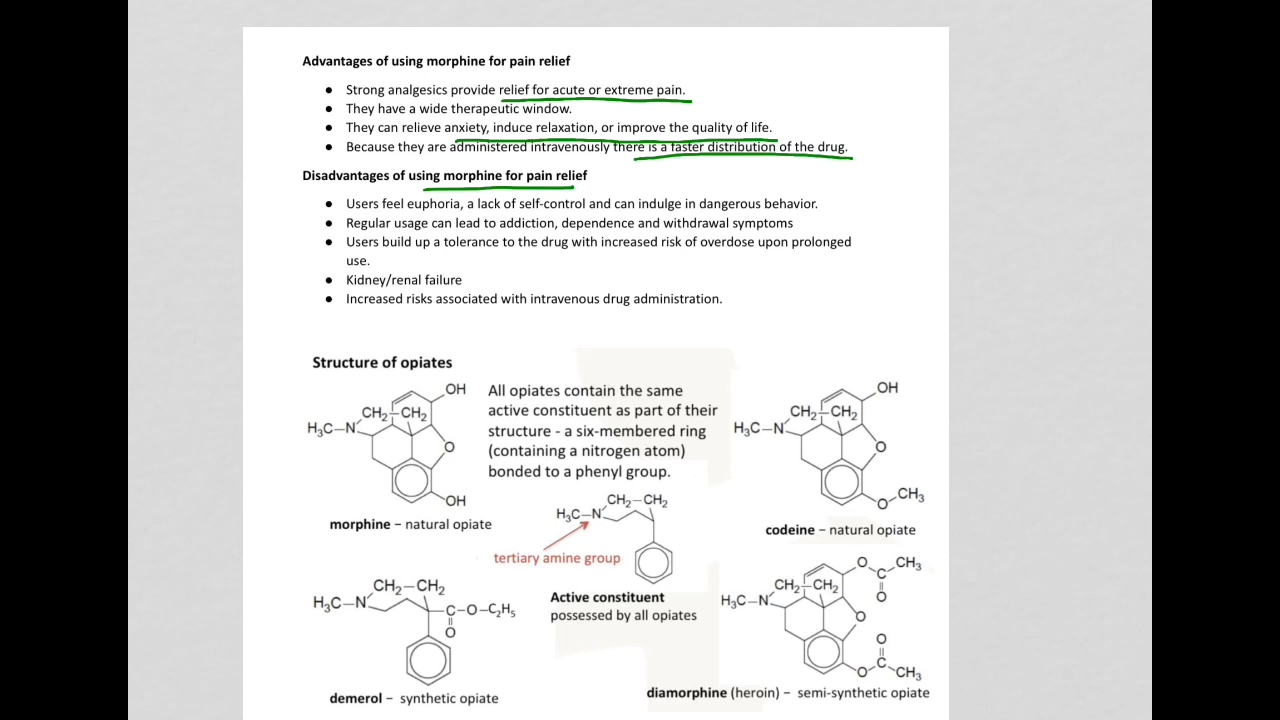 Advantages of using morphine for pain relief
● Strong analgesics provide relief for acute or extreme pain.
● They have a wide therapeutic window.
● They can relieve anxiety, induce relaxation, or improve the quality of life.
● Because they are administered intravenously there is a faster distribution of the drug.
Disadvantages of using morphine for pain relief
● Users feel euphoria, a lack of self-control and can indulge in dangerous behavior.
● Regular usage can lead to addiction, dependence and withdrawal symptoms
● Users build up a tolerance to the drug with increased risk of overdose upon prolonged
use.
● Kidney/renal failure
● Increased risks associated with intravenous drug administration.
Structure of opiates
OH
CH₂–CH₂
H₃C–N
O
OH
morphine – natural opiate
All opiates contain the same
active constituent as part of their
structure - a six-membered ring
(containing a nitrogen atom)
bonded to a phenyl group.
CH₂–CH₂
H₃C–N
tertiary amine group
Active constituent
possessed by all opiates
OH
CH₂–CH₂
H₃C–N
O
O–CH₃
codeine – natural opiate
CH₂–CH₂
H₃C–N
C–O–C₂H₅
O
demerol – synthetic opiate
O–C–CH₃
O
CH₂–CH₂
H₃C–N
O
O
O–C–CH₃
diamorphine (heroin) – semi-synthetic opiate